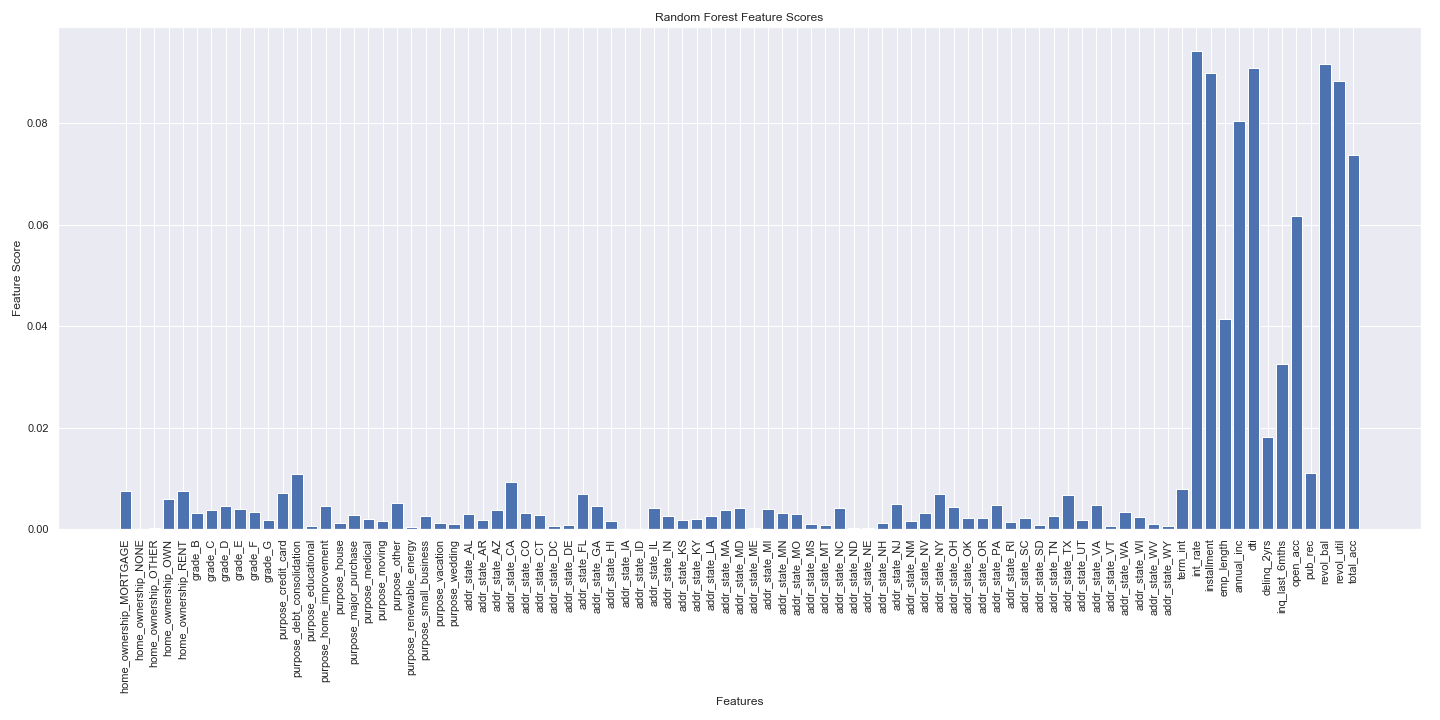 Random Forest Feature Scores
Feature Score
0.08
0.06
0.04
0.02
0.00
home_ownership_MORTGAGE
home_ownership_NONE
home_ownership_OTHER
home_ownership_OWN
home_ownership_RENT
grade_B
grade_C
grade_D
grade_E
grade_F
grade_G
purpose_credit_card
purpose_debt_consolidation
purpose_educational
purpose_home_improvement
purpose_house
purpose_major_purchase
purpose_medical
purpose_moving
purpose_other
purpose_renewable_energy
purpose_small_business
purpose_vacation
purpose_wedding
addr_state_AL
addr_state_AR
addr_state_AZ
addr_state_CA
addr_state_CO
addr_state_CT
addr_state_DC
addr_state_DE
addr_state_FL
addr_state_GA
addr_state_HI
addr_state_IA
addr_state_ID
addr_state_IL
addr_state_IN
addr_state_KS
addr_state_KY
addr_state_LA
addr_state_MA
addr_state_MD
addr_state_ME
addr_state_MI
addr_state_MN
addr_state_MO
addr_state_MS
addr_state_MT
addr_state_NC
addr_state_ND
addr_state_NE
addr_state_NH
addr_state_NJ
addr_state_NM
addr_state_NV
addr_state_NY
addr_state_OH
addr_state_OK
addr_state_OR
addr_state_PA
addr_state_RI
addr_state_SC
addr_state_SD
addr_state_TN
addr_state_TX
addr_state_UT
addr_state_VA
addr_state_VT
addr_state_WA
addr_state_WI
addr_state_WV
addr_state_WY
term_int
int_rate
installment
emp_length
annual_inc
dti
delinq_2yrs
inq_last_6mths
open_acc
pub_rec
revol_bal
revol_util
total_acc
Features